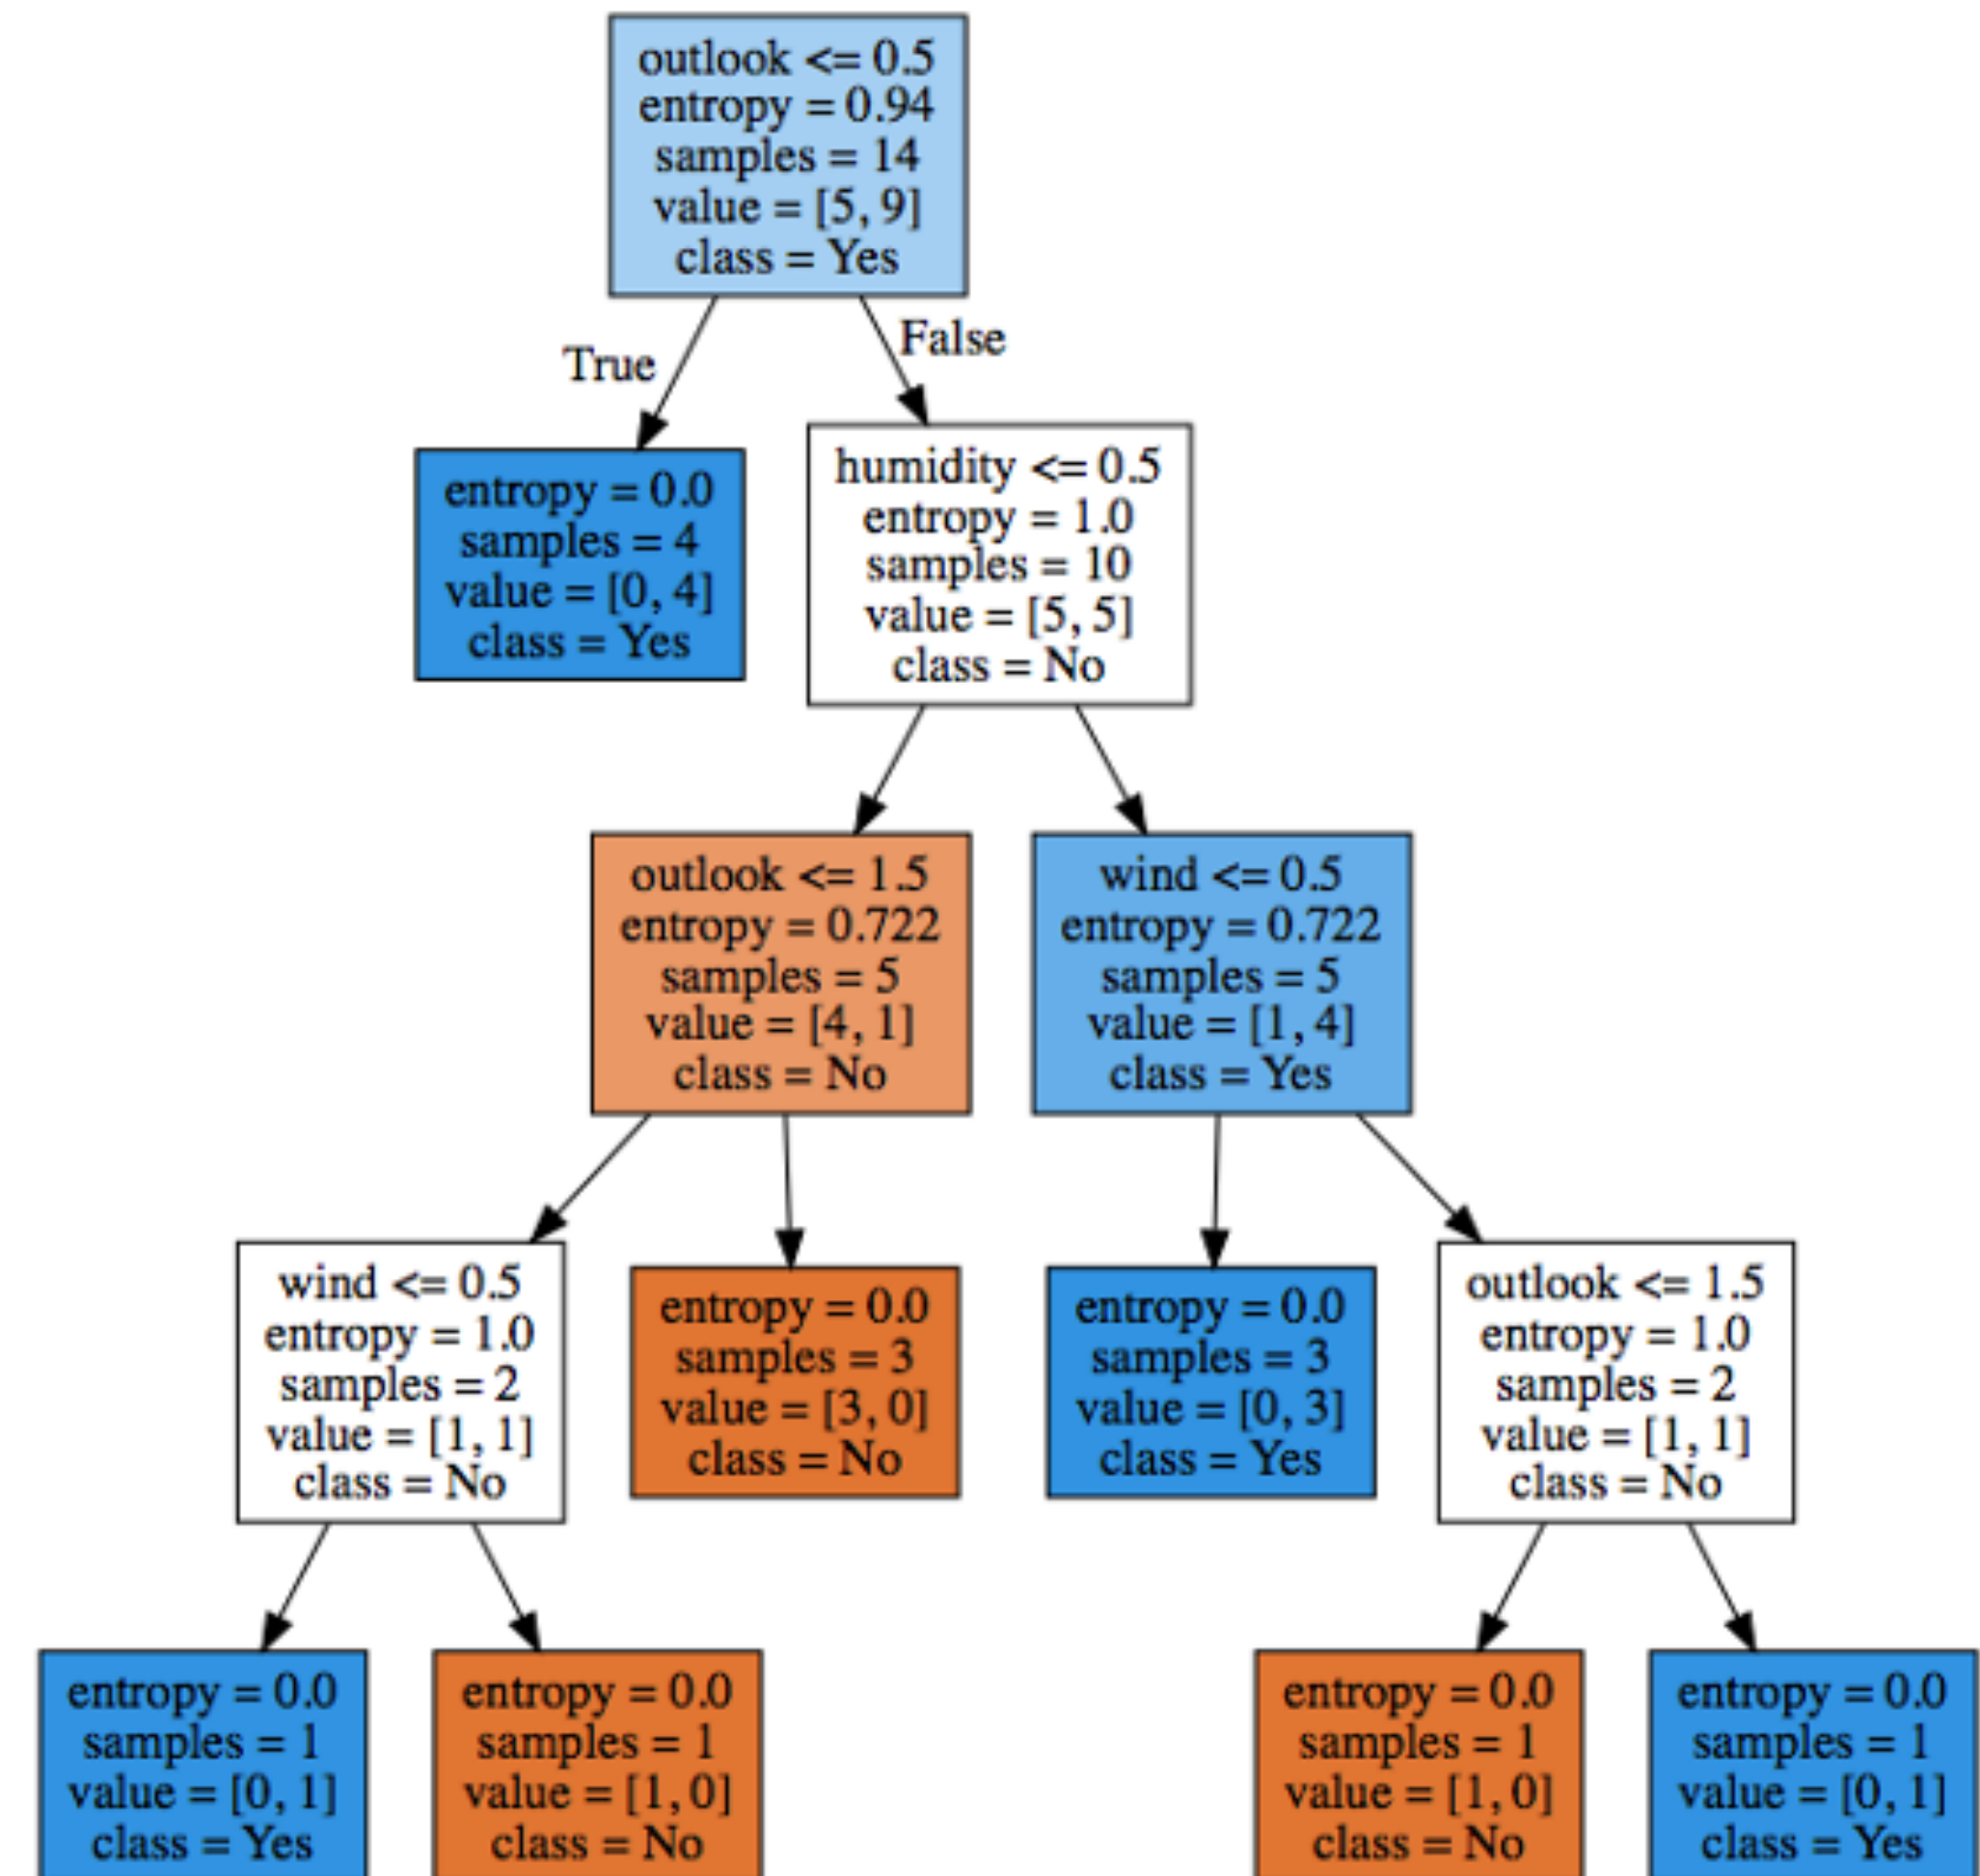 outlook <= 0.5
entropy = 0.94
samples = 14
value = [5, 9]
class = Yes
True
False
entropy = 0.0
samples = 4
value = [0, 4]
class = Yes
humidity <= 0.5
entropy = 1.0
samples = 10
value = [5, 5]
class = No
outlook <= 1.5
entropy = 0.722
samples = 5
value = [4, 1]
class = No
wind <= 0.5
entropy = 0.722
samples = 5
value = [1, 4]
class = Yes
wind <= 0.5
entropy = 1.0
samples = 2
value = [1, 1]
class = No
entropy = 0.0
samples = 3
value = [3, 0]
class = No
entropy = 0.0
samples = 3
value = [0, 3]
class = Yes
outlook <= 1.5
entropy = 1.0
samples = 2
value = [1, 1]
class = No
entropy = 0.0
samples = 1
value = [0, 1]
class = Yes
entropy = 0.0
samples = 1
value = [1, 0]
class = No
entropy = 0.0
samples = 1
value = [1, 0]
class = No
entropy = 0.0
samples = 1
value = [0, 1]
class = Yes